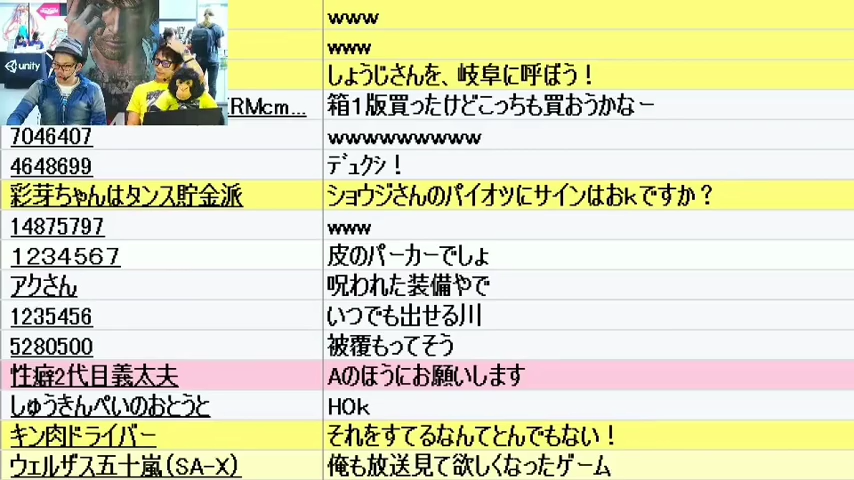 www
www
しょうじさんを、岐阜に呼ぼう！
unity
RMcm... 箱1版買ったけどこっちも買おうかなー
7046407 wwwwwwwww
4648699 デュクシ！
彩芽ちゃんはタンス貯金派 ショウジさんのパイオツにサインはおkですか？
14875797 www
1234567 皮のパーカーでしょ
アクさん 呪われた装備やで
1235456 いつでも出せる川
5280500 被覆もってそう
性癖2代目義太夫 Aのほうにお願いします
しゅうきんぺいのおとうと HOk
キン肉ドライバー それをすてるなんてとんでもない！
ウェルザス五十嵐(SA-X) 俺も放送見て欲しくなったゲーム